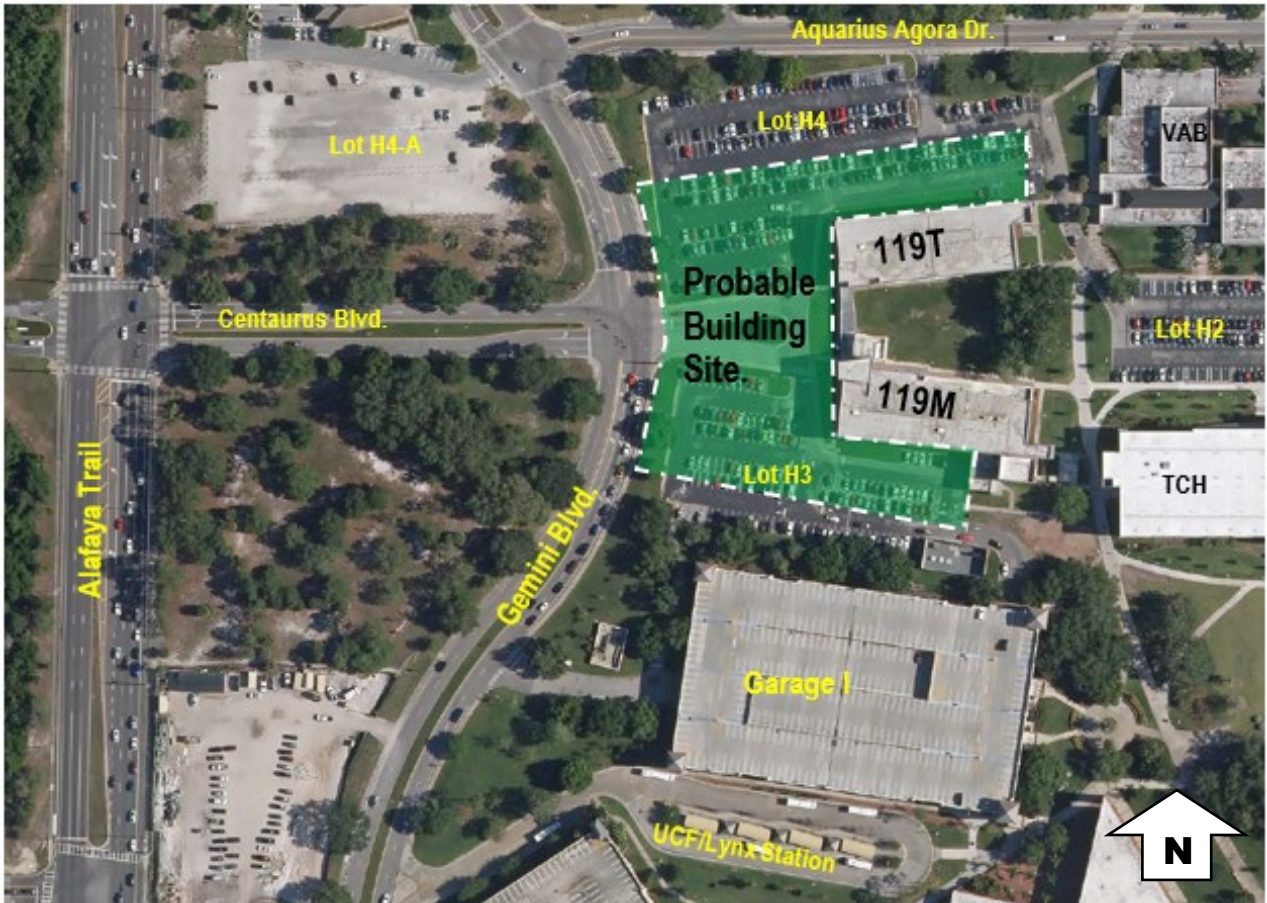 Aquarius Agora Dr.
Lot H4
Lot H4-A
VAB
119T
Probable
Building
Site.
Centaurus Blvd.
Lot H2
119M
Alafaya Trail
Lot H3
TCH
Gemini Blvd.
Garage I
UCF/Lynx Station
N